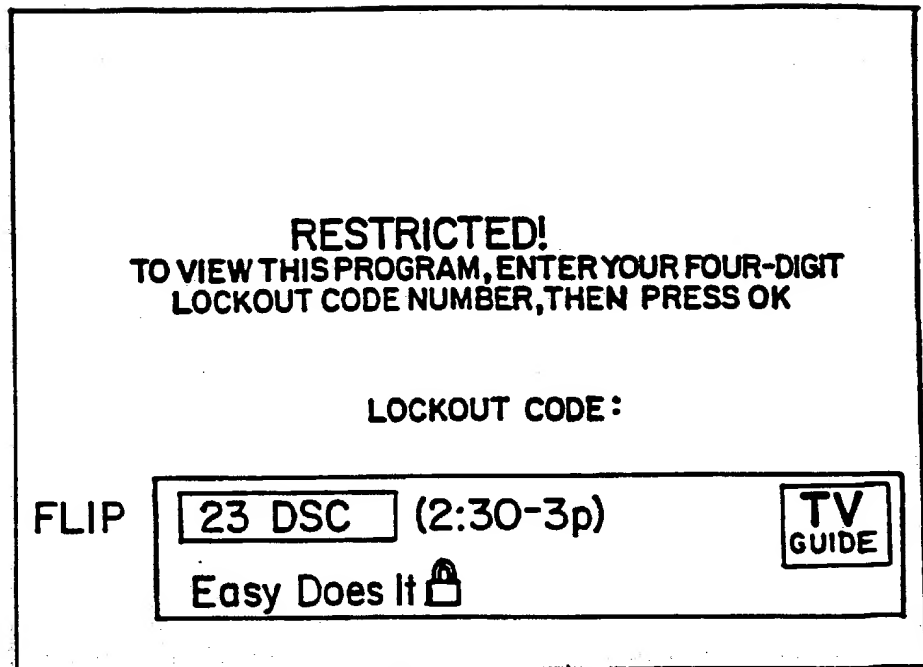 RESTRICTED!
TO VIEW THIS PROGRAM, ENTER YOUR FOUR-DIGIT
LOCKOUT CODE NUMBER, THEN PRESS OK
LOCKOUT CODE:
FLIP
23 DSC (2:30-3p)
Easy Does It
TV
GUIDE